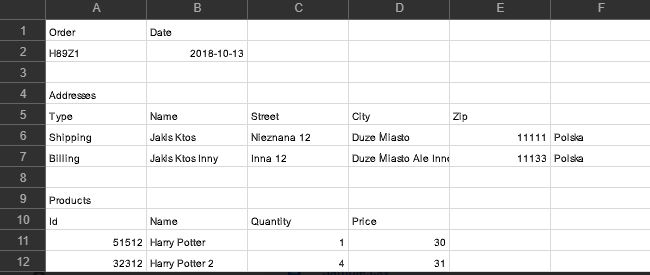 A B C D E F
1 Order Date
2 H89Z1 2018-10-13
3
4 Addresses
5 Type Name Street City Zip
6 Shipping Jakis Ktos Nieznana 12 Duze Miasto 11111 Polska
7 Billing Jakis Ktos Inny Inna 12 Duze Miasto Ale Inne 11133 Polska
8
9 Products
10 Id Name Quantity Price
11 51512 Harry Potter 1 30
12 32312 Harry Potter 2 4 31